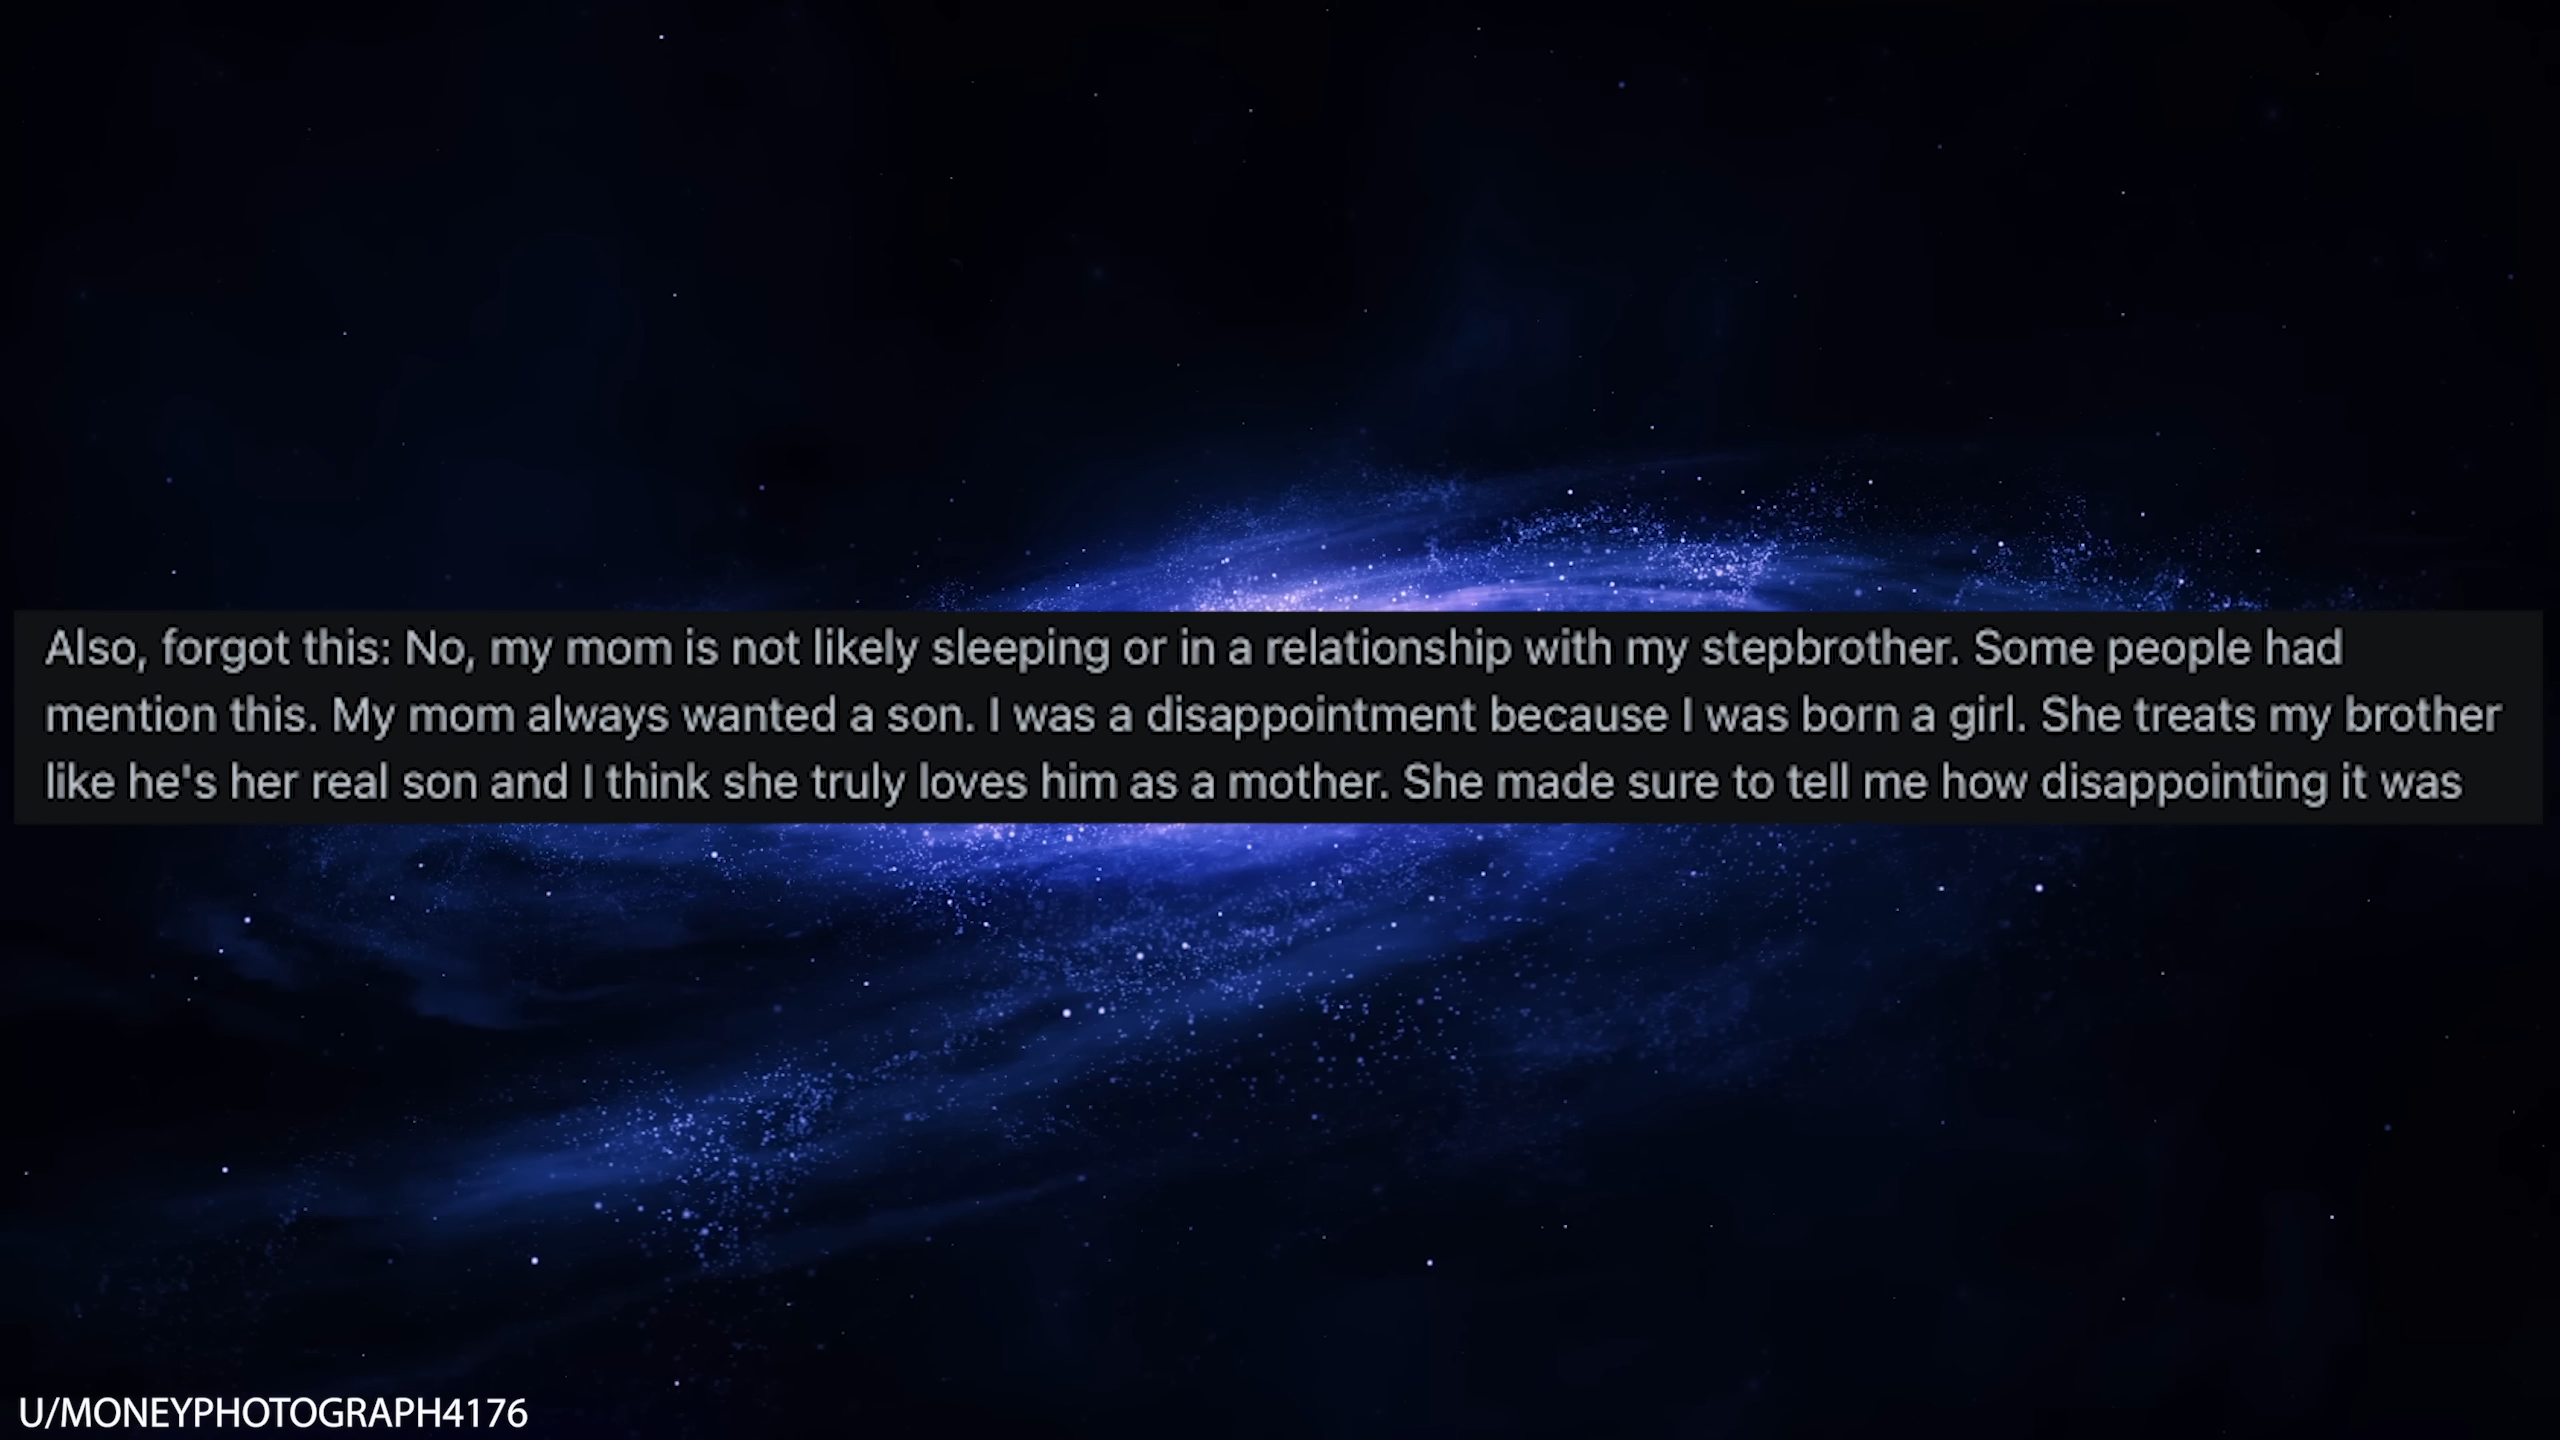 Also, forgot this: No, my mom is not likely sleeping or in a relationship with my stepbrother. Some people had
mention this. My mom always wanted a son. I was a disappointment because I was born a girl. She treats my brother
like he's her real son and I think she truly loves him as a mother. She made sure to tell me how disappointing it was
U/MONEYPHOTOGRAPH4176